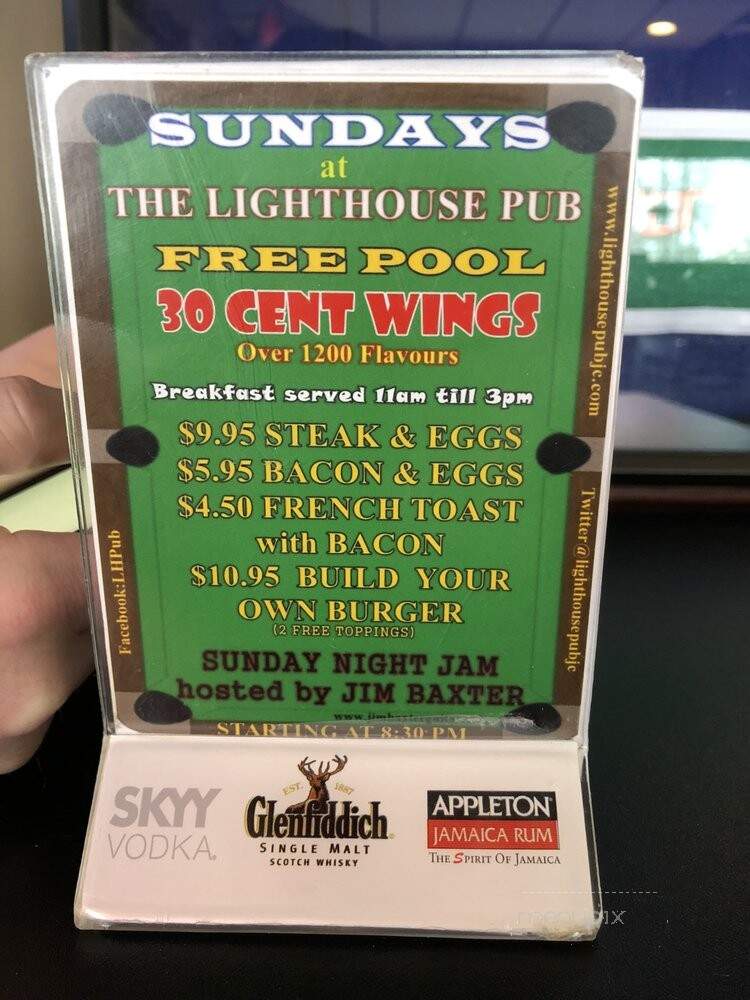 SUNDAYS
at
THE LIGHTHOUSE PUB
FREE POOL
30 CENT WINGS
Over 1200 Flavours
Breakfast served 11am till 3pm
$9.95 STEAK & EGGS
$5.95 BACON & EGGS
$4.50 FRENCH TOAST
with BACON
$10.95 BUILD YOUR
OWN BURGER
(2 FREE TOPPINGS)
SUNDAY NIGHT JAM
hosted by JIM BAXTER
STARTING AT 8:30 PM
Facebook:LHPub
www.lighthousepubjc.com
Twitter@lighthousepubjc
SKYY
VODKA
EST. 1887
Glenfiddich
SINGLE MALT
SCOTCH WHISKY
APPLETON
JAMAICA RUM
THE SPIRIT OF JAMAICA